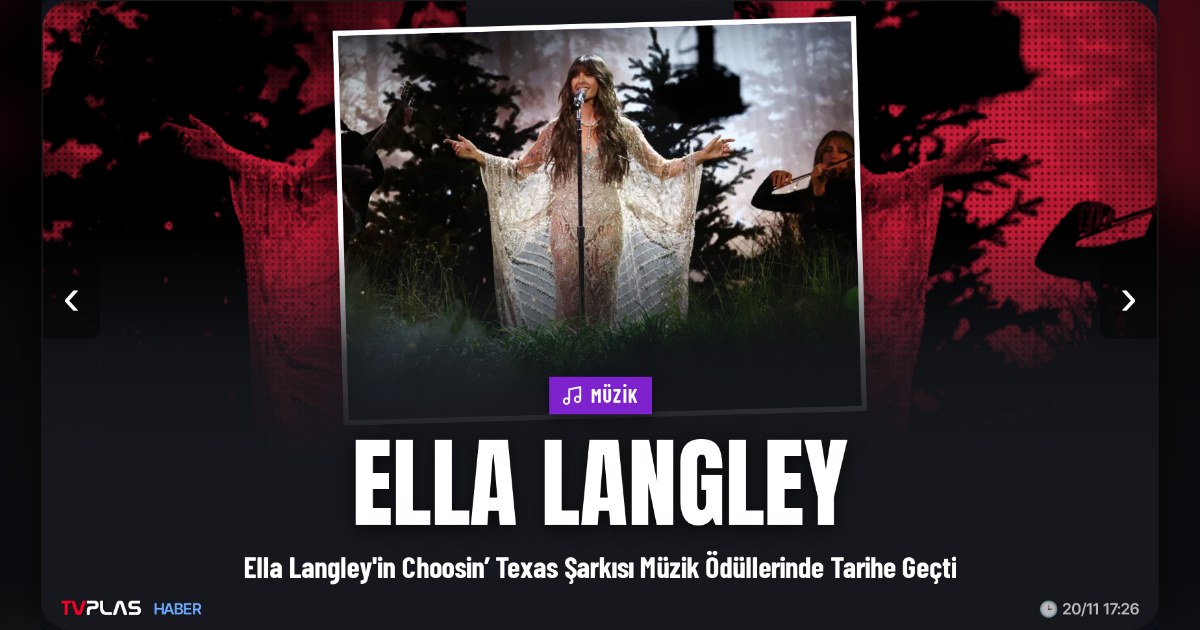 MÜZİK
ELLA LANGLEY
Ella Langley'in Choosin’ Texas Şarkısı Müzik Ödüllerinde Tarihe Geçti
TVPLAS HABER
20/11 17:26